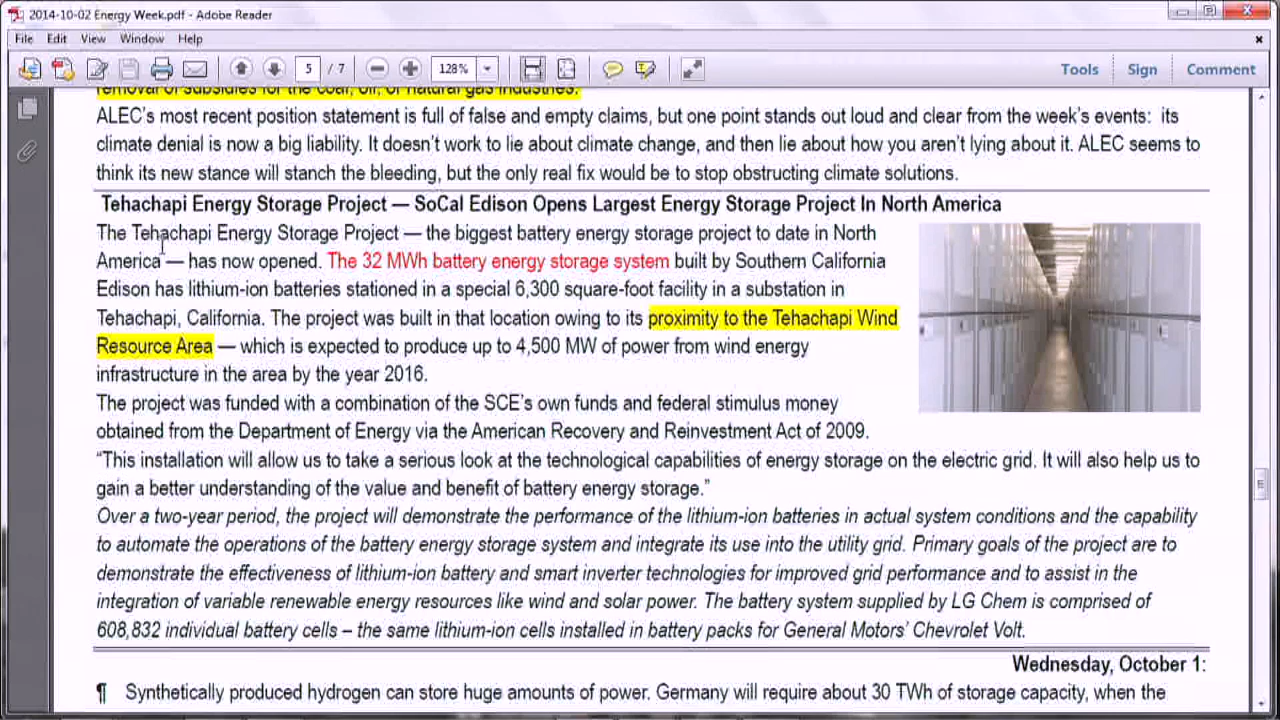 2014-10-02 Energy Week.pdf - Adobe Reader
File Edit View Window Help
5 / 7 128% Tools Sign Comment
removal of subsidies for the coal, oil, or natural gas industries.
ALEC's most recent position statement is full of false and empty claims, but one point stands out loud and clear from the week's events: its
climate denial is now a big liability. It doesn't work to lie about climate change, and then lie about how you aren't lying about it. ALEC seems to
think its new stance will stanch the bleeding, but the only real fix would be to stop obstructing climate solutions.
Tehachapi Energy Storage Project — SoCal Edison Opens Largest Energy Storage Project In North America
The Tehachapi Energy Storage Project — the biggest battery energy storage project to date in North
America — has now opened. The 32 MWh battery energy storage system built by Southern California
Edison has lithium-ion batteries stationed in a special 6,300 square-foot facility in a substation in
Tehachapi, California. The project was built in that location owing to its proximity to the Tehachapi Wind
Resource Area — which is expected to produce up to 4,500 MW of power from wind energy
infrastructure in the area by the year 2016.
The project was funded with a combination of the SCE's own funds and federal stimulus money
obtained from the Department of Energy via the American Recovery and Reinvestment Act of 2009.
“This installation will allow us to take a serious look at the technological capabilities of energy storage on the electric grid. It will also help us to
gain a better understanding of the value and benefit of battery energy storage.”
Over a two-year period, the project will demonstrate the performance of the lithium-ion batteries in actual system conditions and the capability
to automate the operations of the battery energy storage system and integrate its use into the utility grid. Primary goals of the project are to
demonstrate the effectiveness of lithium-ion battery and smart inverter technologies for improved grid performance and to assist in the
integration of variable renewable energy resources like wind and solar power. The battery system supplied by LG Chem is comprised of
608,832 individual battery cells – the same lithium-ion cells installed in battery packs for General Motors' Chevrolet Volt.
Wednesday, October 1:
¶ Synthetically produced hydrogen can store huge amounts of power. Germany will require about 30 TWh of storage capacity, when the